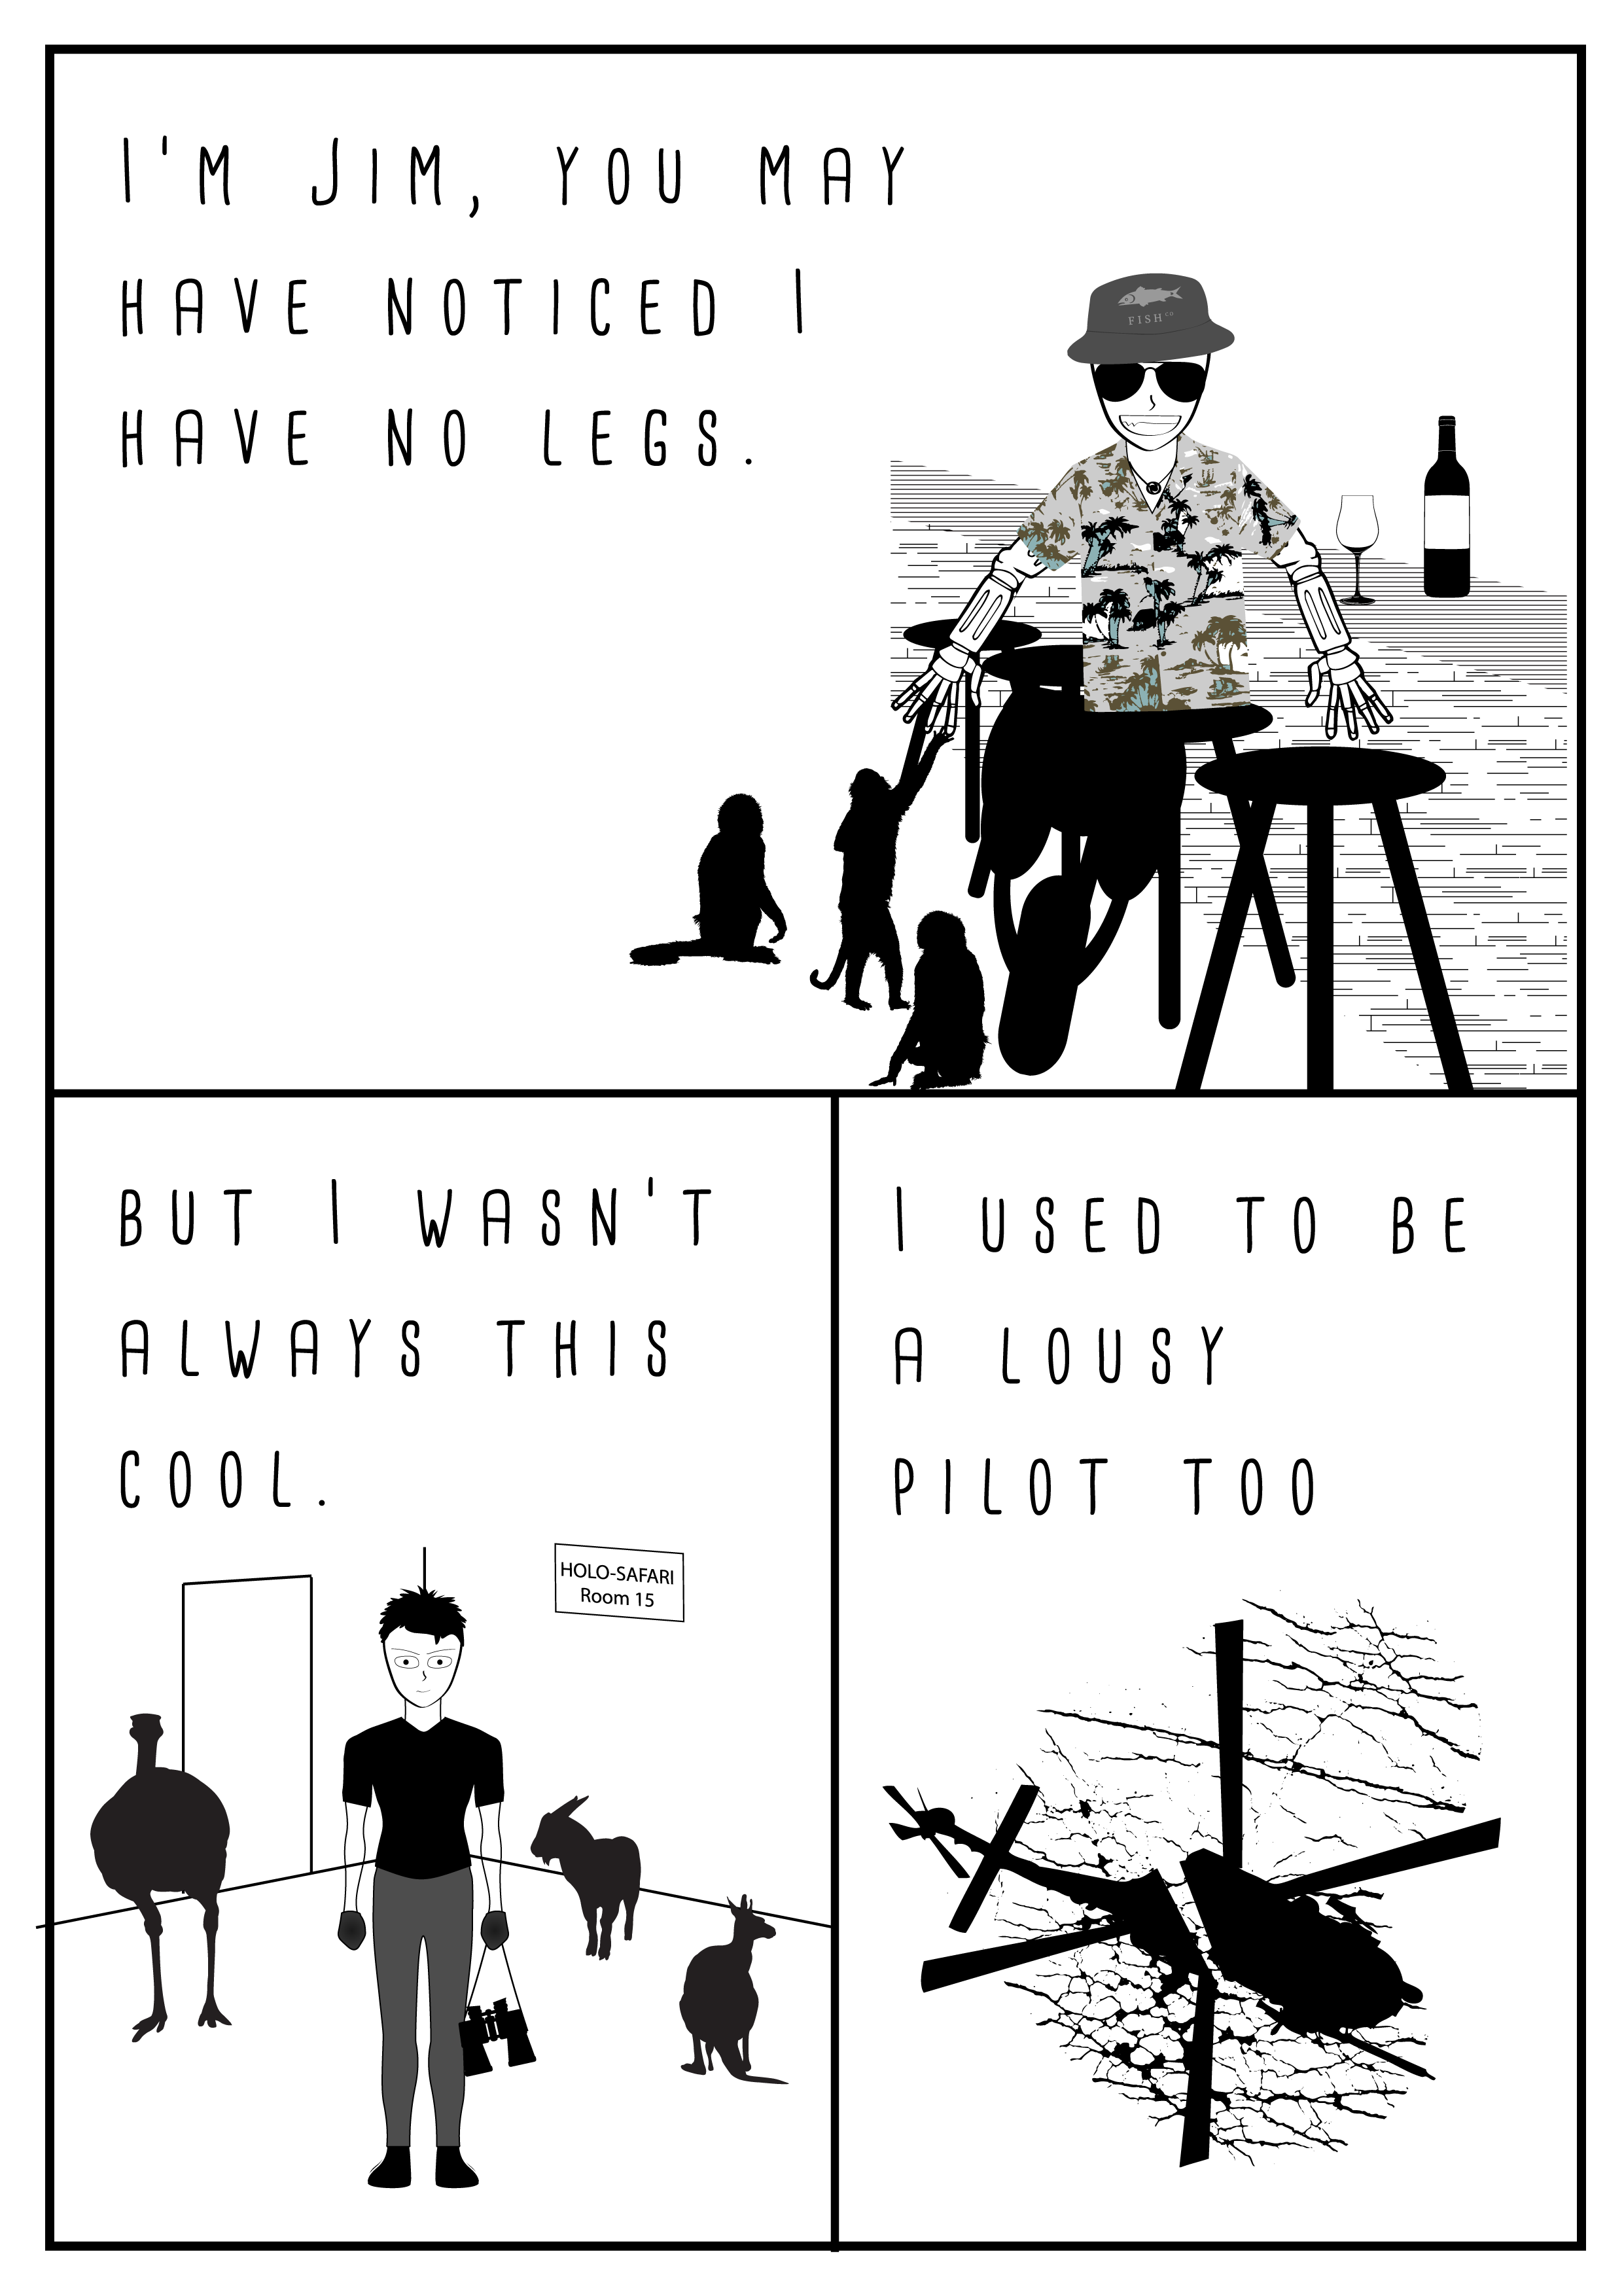 I'M JIM, YOU MAY
HAVE NOTICED I
HAVE NO LEGS.
FISH CO
BUT I WASN'T
ALWAYS THIS
COOL.
HOLO-SAFARI
Room 15
I USED TO BE
A LOUSY
PILOT TOO